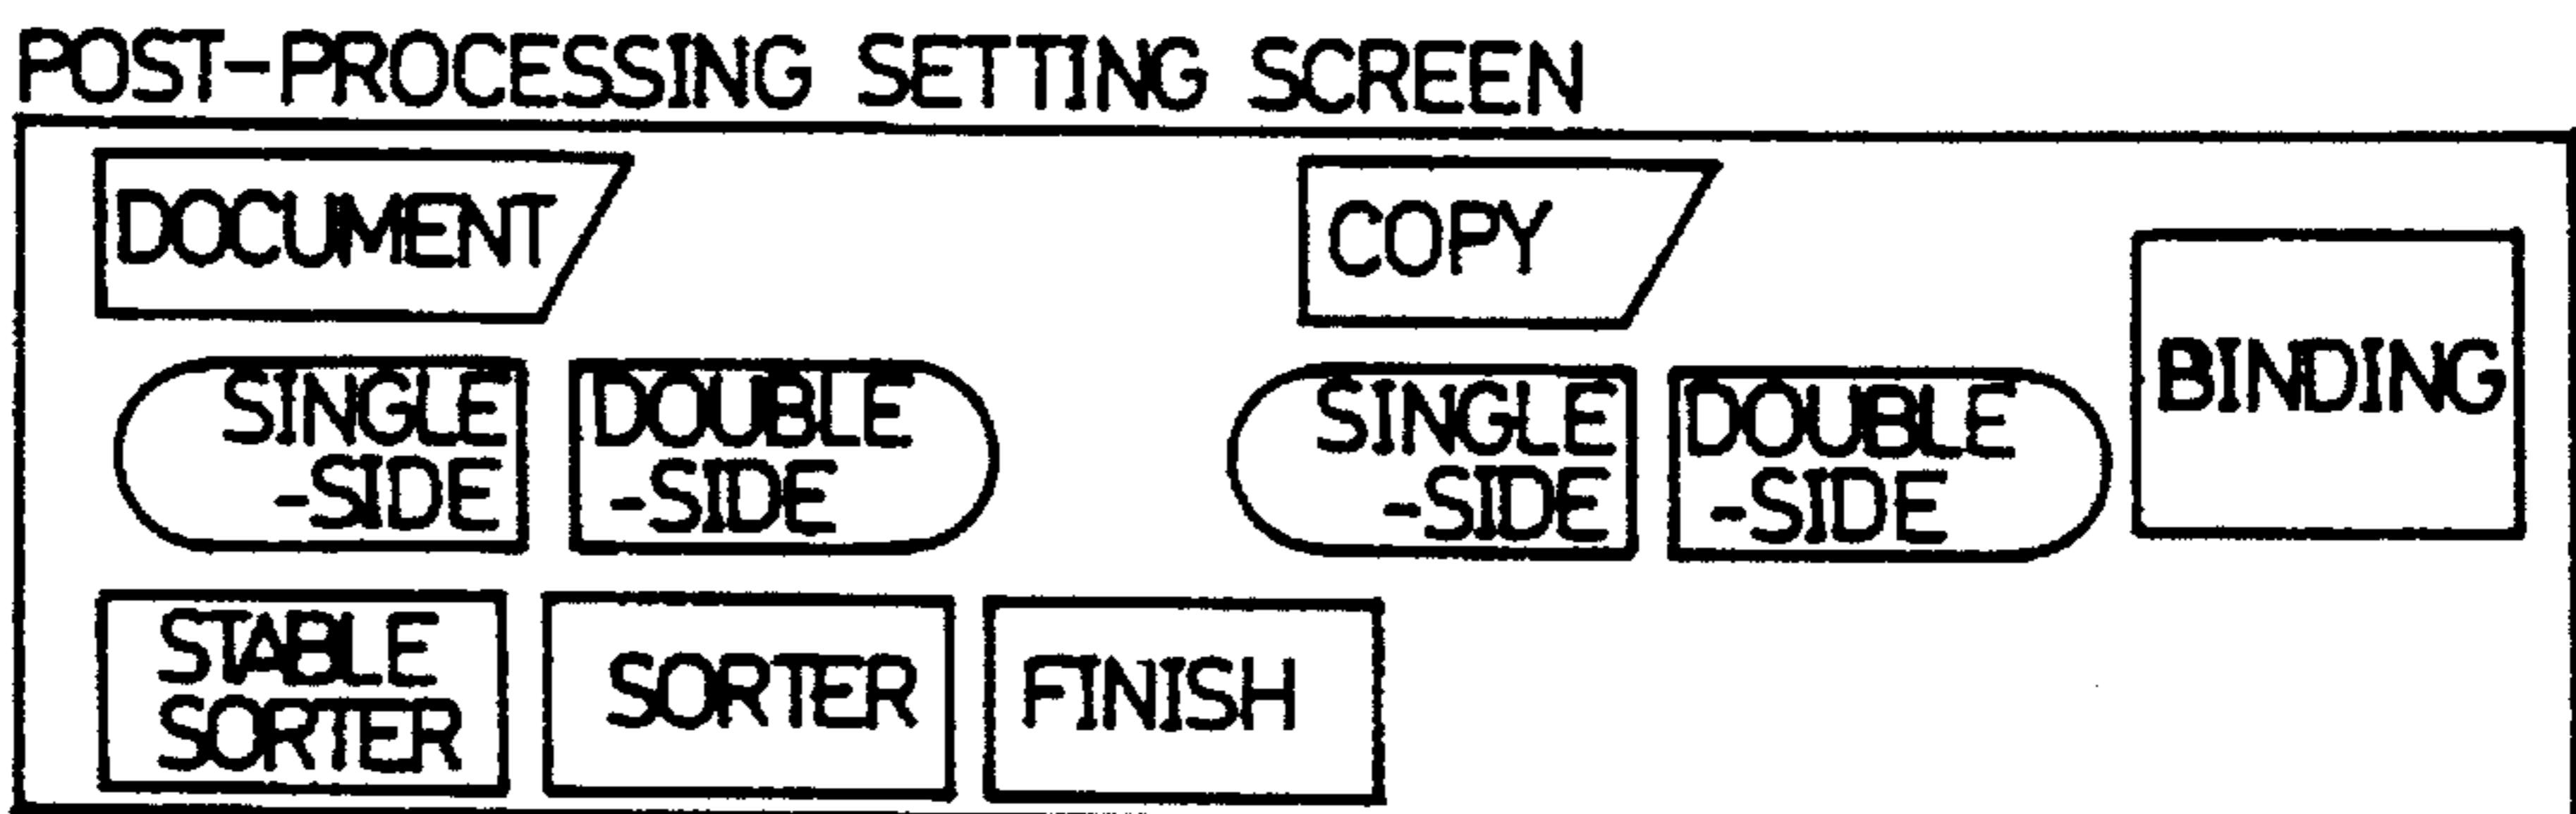 POST-PROCESSING SETTING SCREEN
DOCUMENT
COPY
BINDING
SINGLE
-SIDE
DOUBLE
-SIDE
SINGLE
-SIDE
DOUBLE
-SIDE
STABLE
SORTER
SORTER
FINISH